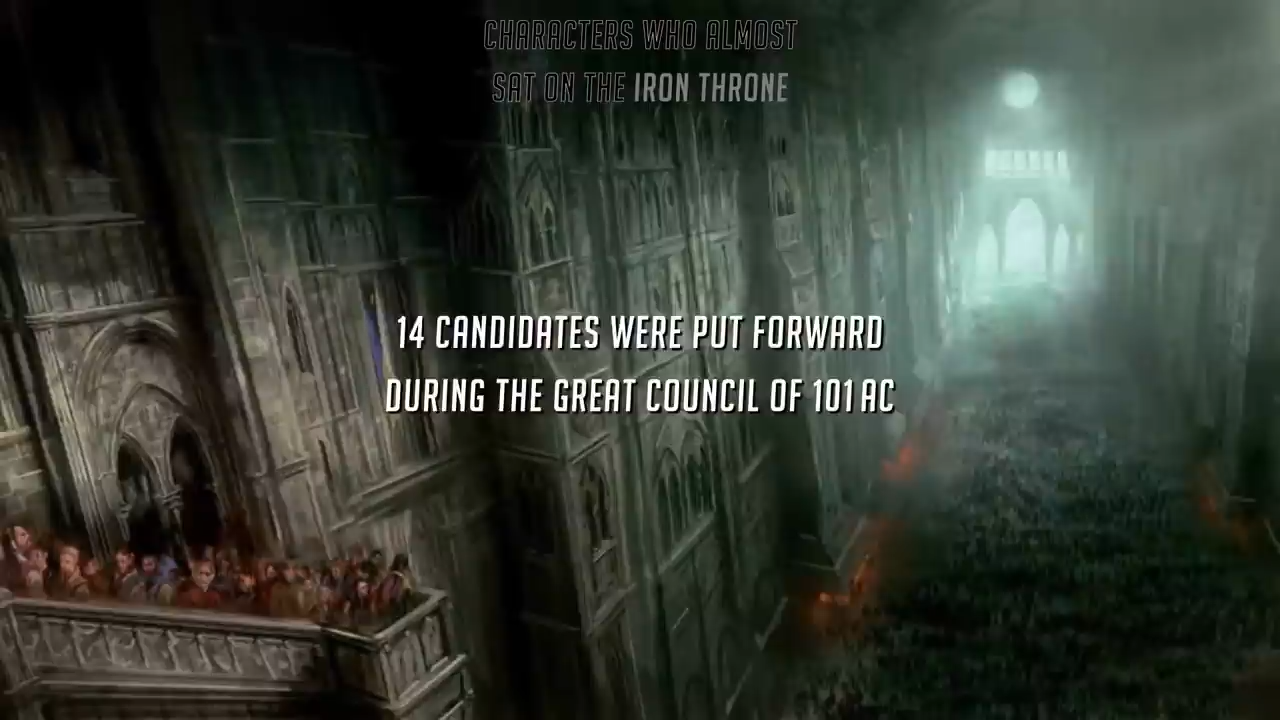 CHARACTERS WHO ALMOST
SAT ON THE IRON THRONE
14 CANDIDATES WERE PUT FORWARD
DURING THE GREAT COUNCIL OF 101 AC